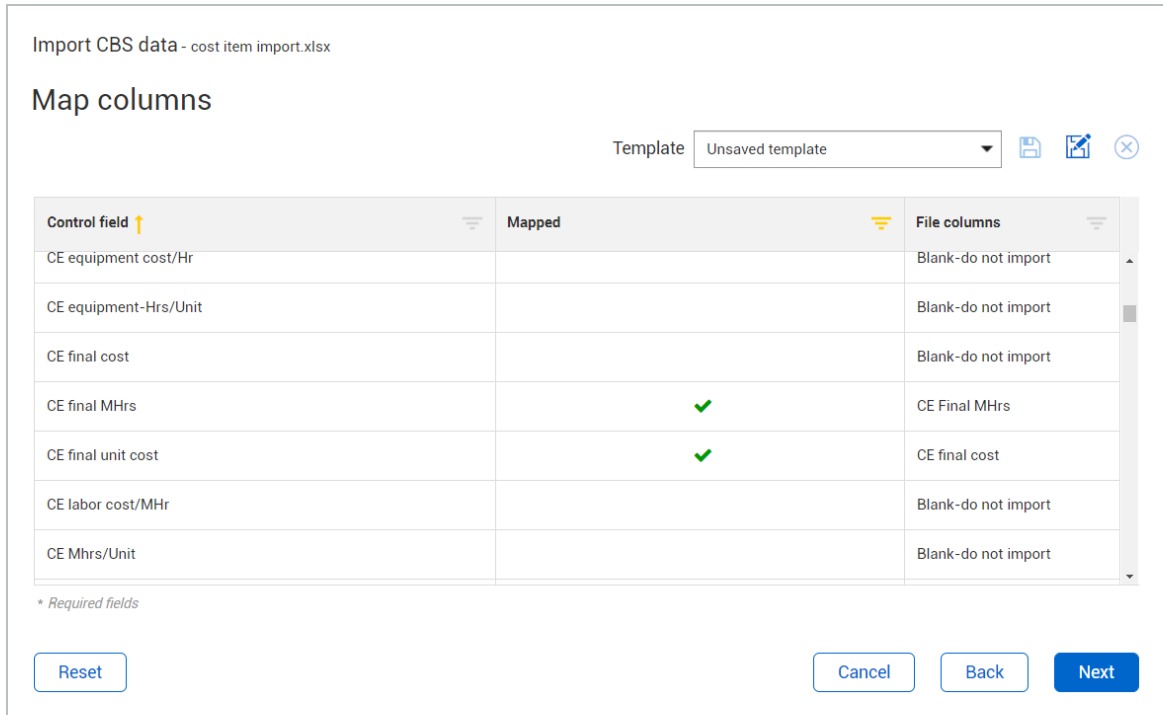 Import CBS data - cost item import.xlsx
Map columns
Template Unsaved template
Control field Mapped File columns
CE equipment cost/Hr Blank-do not import
CE equipment-Hrs/Unit Blank-do not import
CE final cost Blank-do not import
CE final MHrs CE Final MHrs
CE final unit cost CE final cost
CE labor cost/MHr Blank-do not import
CE Mhrs/Unit Blank-do not import
* Required fields
Reset Cancel Back Next